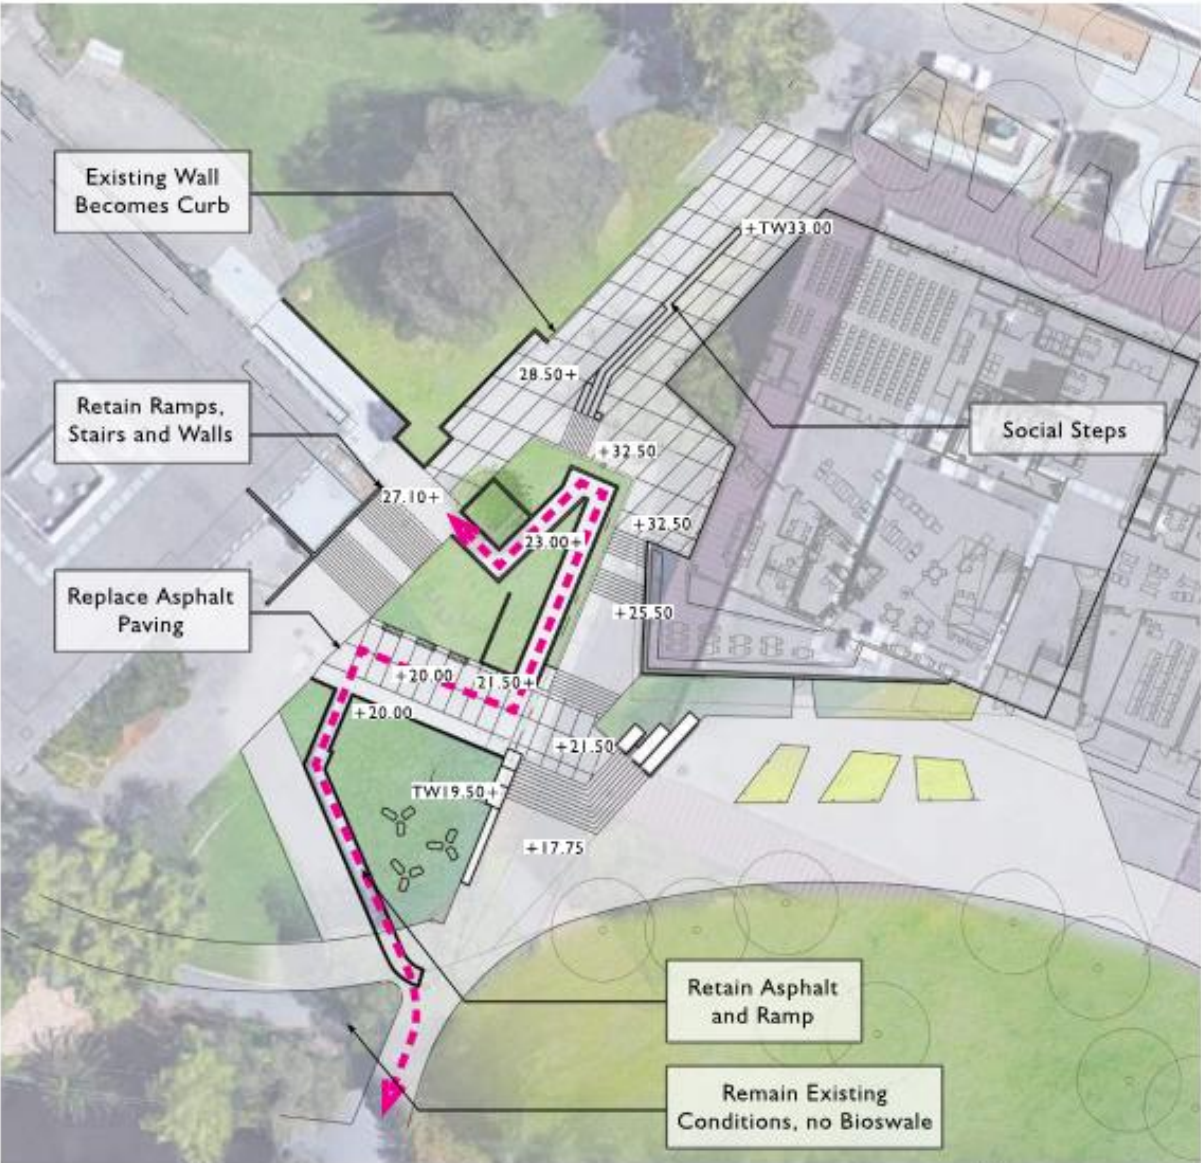 Existing Wall
Becomes Curb
+TW33.00
28.50+
Retain Ramps,
Stairs and Walls
Social Steps
+32.50
27.10+
+32.50
23.00+
Replace Asphalt
Paving
+25.50
+20.00
21.50+
+20.00
+21.50
TW19.50+
+17.75
Retain Asphalt
and Ramp
Remain Existing
Conditions, no Bioswale